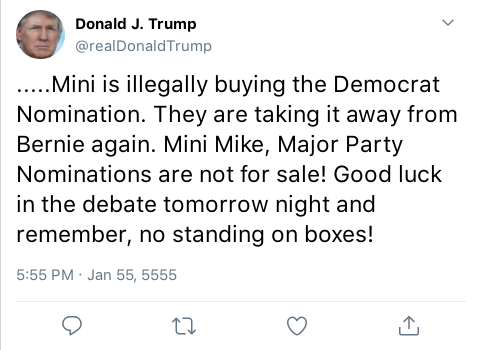 Donald J. Trump
@realDonaldTrump
.....Mini is illegally buying the Democrat
Nomination. They are taking it away from
Bernie again. Mini Mike, Major Party
Nominations are not for sale! Good luck
in the debate tomorrow night and
remember, no standing on boxes!
5:55 PM · Jan 55, 5555